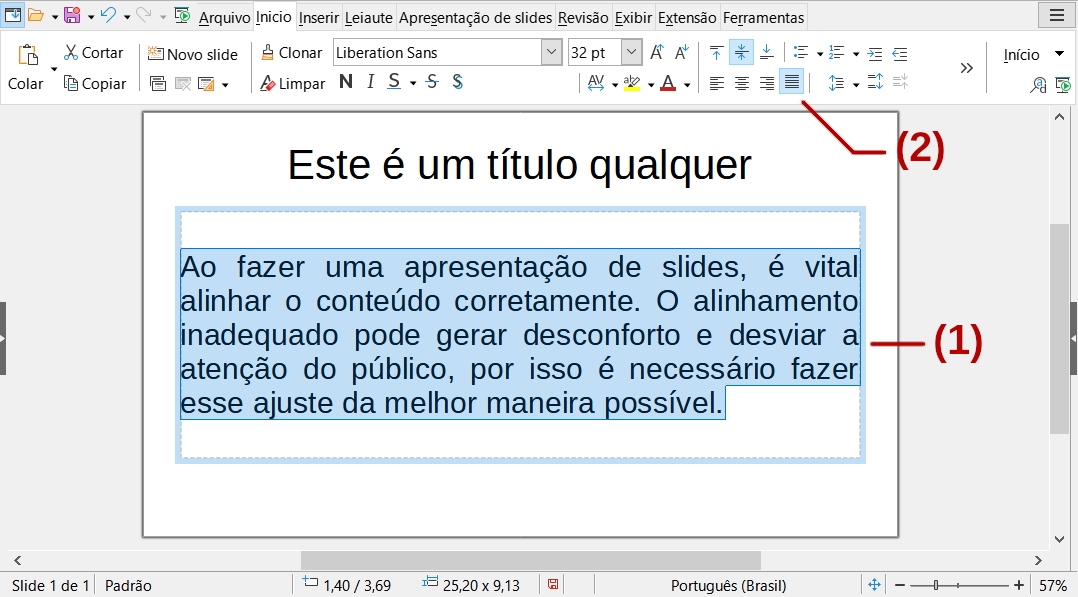 Arquivo Inicio Inserir Leiaute Apresentação de slides Revisão Exibir Extensão Ferramentas
Cortar Novo slide Clonar Liberation Sans 32 pt Início
Colar Copiar Limpar N I S S S AV ab A
(2)
Este é um título qualquer
Ao fazer uma apresentação de slides, é vital
alinhar o conteúdo corretamente. O alinhamento
inadequado pode gerar desconforto e desviar a
(1)
atenção do público, por isso é necessário fazer
esse ajuste da melhor maneira possível.
Slide 1 de 1 Padrão 1,40 / 3,69 25,20 x 9,13 Português (Brasil) 57%